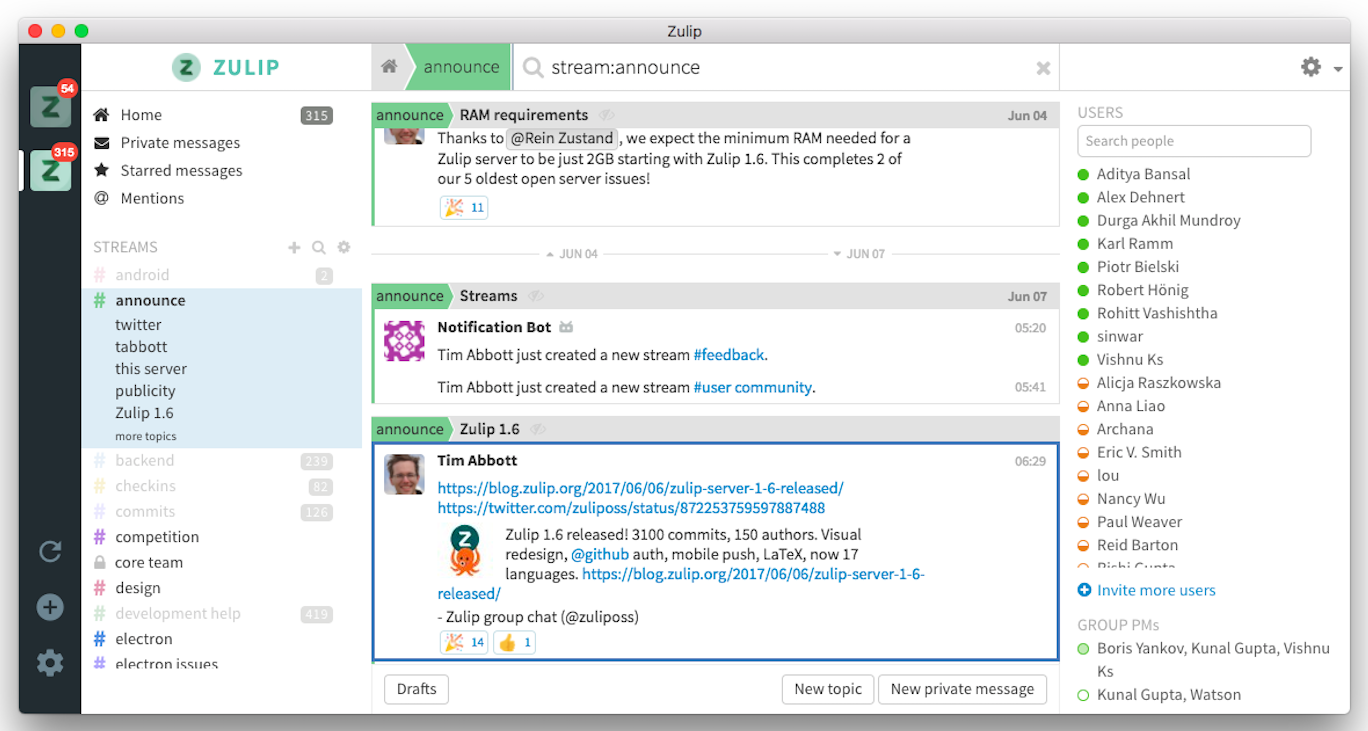 Zulip
54
315
ZULIP
Home 315
Private messages
Starred messages
@ Mentions
STREAMS
# android 2
# announce
twitter
tabbott
this server
publicity
Zulip 1.6
more topics
# backend 239
# checkins 82
# commits 126
# competition
core team
# design
# development help 419
# electron
# electron issues
announce
stream:announce
announce RAM requirements Jun 04
Thanks to @Rein Zustand, we expect the minimum RAM needed for a
Zulip server to be just 2GB starting with Zulip 1.6. This completes 2 of
our 5 oldest open server issues!
11
JUN 04 JUN 07
announce Streams Jun 07
Notification Bot 05:20
Tim Abbott just created a new stream #feedback.
Tim Abbott just created a new stream #user community. 05:41
announce Zulip 1.6
Tim Abbott 06:29
https://blog.zulip.org/2017/06/06/zulip-server-1-6-released/
https://twitter.com/zuliposs/status/872253759597887488
Zulip 1.6 released! 3100 commits, 150 authors. Visual
redesign, @github auth, mobile push, LaTeX, now 17
languages. https://blog.zulip.org/2017/06/06/zulip-server-1-6-
released/
- Zulip group chat (@zuliposs)
14 1
Drafts New topic New private message
USERS
Search people
Aditya Bansal
Alex Dehnert
Durga Akhil Mundroy
Karl Ramm
Piotr Bielski
Robert Hönig
Rohitt Vashishtha
sinwar
Vishnu Ks
Alicja Raszkowska
Anna Liao
Archana
Eric V. Smith
lou
Nancy Wu
Paul Weaver
Reid Barton
Rishi Gupta
Invite more users
GROUP PMs
Boris Yankov, Kunal Gupta, Vishnu
Ks
Kunal Gupta, Watson